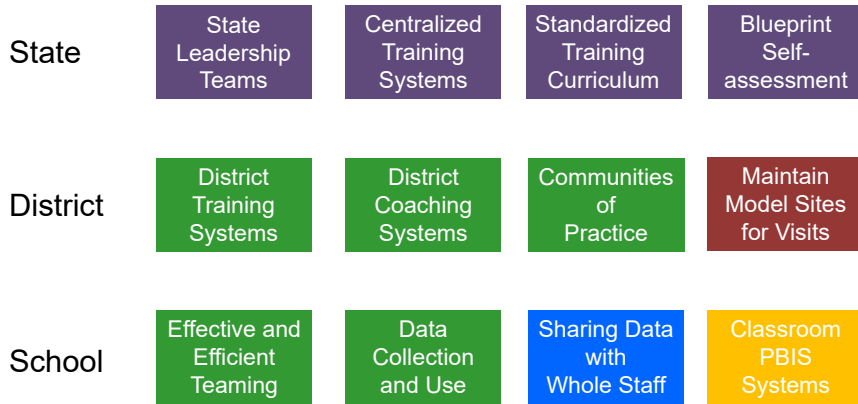 State
State
Leadership
Teams
Centralized
Training
Systems
Standardized
Training
Curriculum
Blueprint
Self-
assessment
District
District
Training
Systems
District
Coaching
Systems
Communities
of
Practice
Maintain
Model Sites
for Visits
School
Effective and
Efficient
Teaming
Data
Collection
and Use
Sharing Data
with
Whole Staff
Classroom
PBIS
Systems